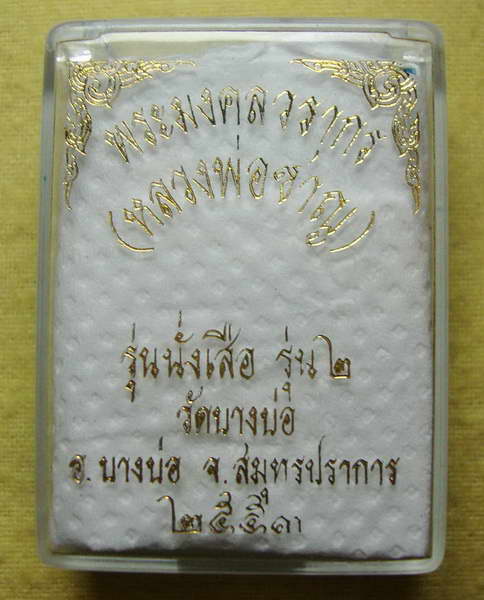 พระมงคลวรากร
(หลวงพ่อชาญ)
รุ่นนั่งเสือ รุ่น๒
วัดบางบ่อ
อ.บางบ่อ จ.สมุทรปราการ
๒๕๕๓